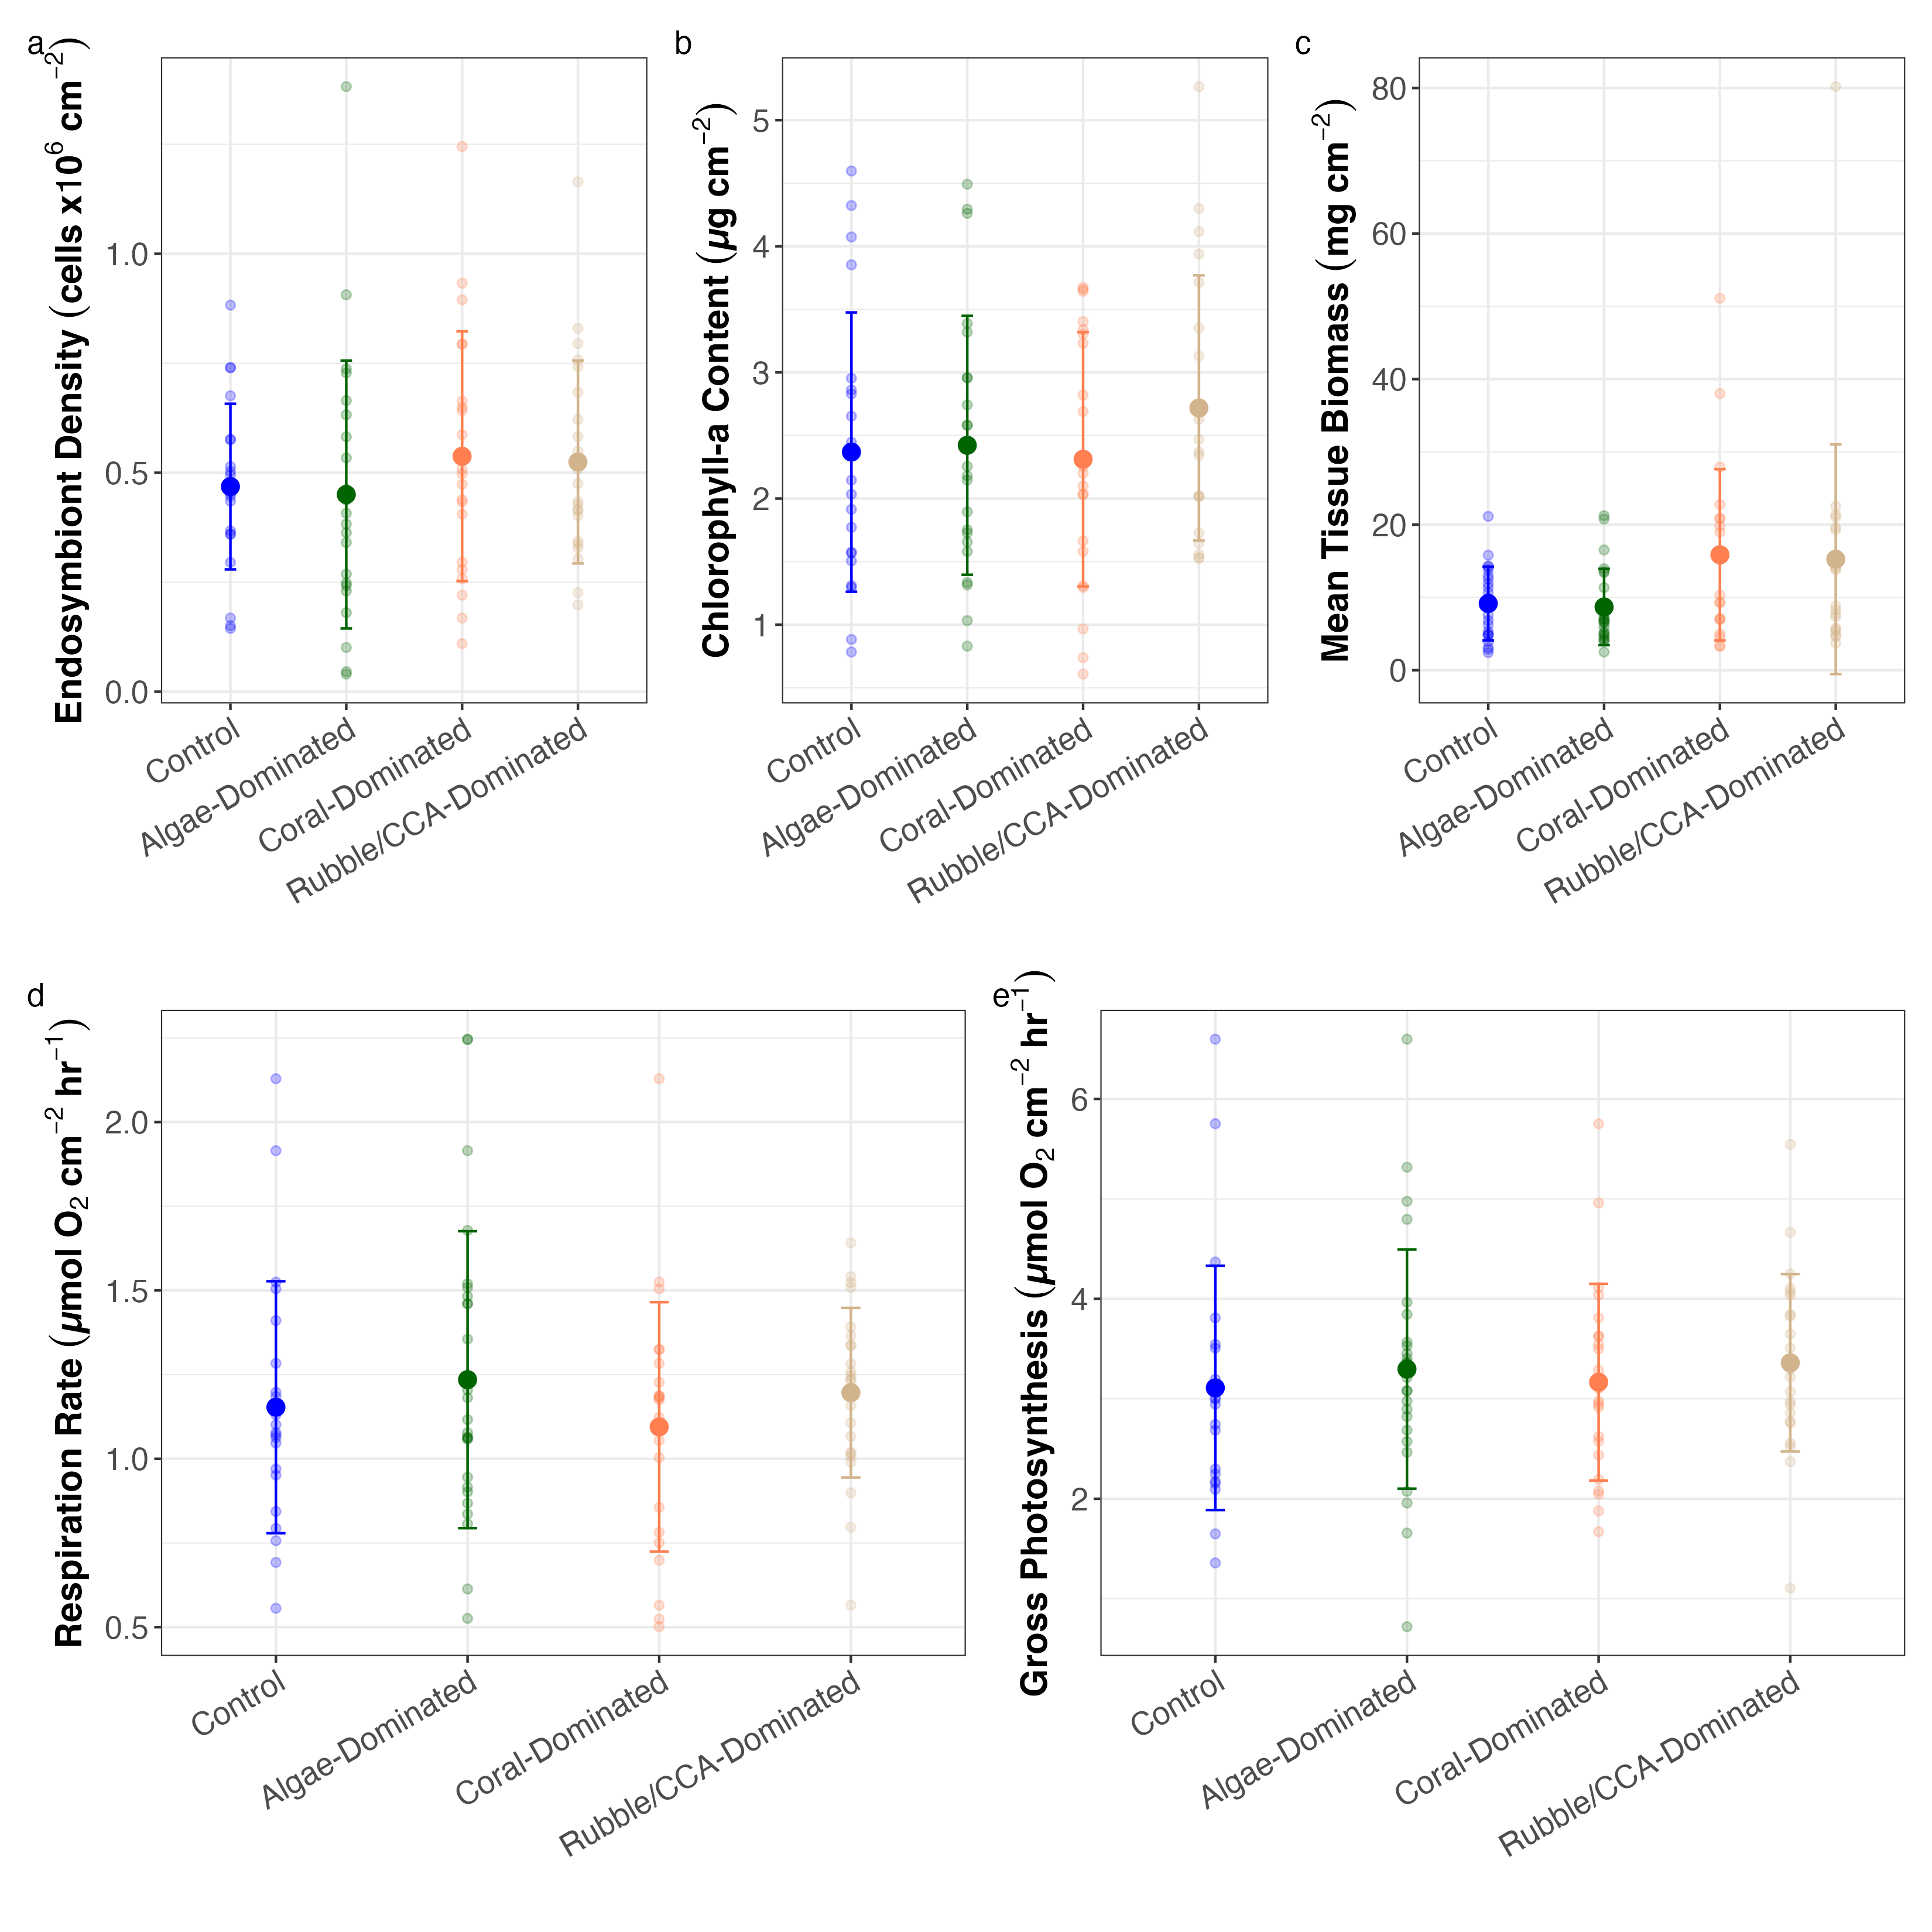 a
Endosymbiont Density (cells x10⁶ cm⁻²)
1.0
0.5
0.0
Control
Algae-Dominated
Coral-Dominated
Rubble/CCA-Dominated
b
Chlorophyll-a Content (µg cm⁻²)
5
4
3
2
1
Control
Algae-Dominated
Coral-Dominated
Rubble/CCA-Dominated
c
Mean Tissue Biomass (mg cm⁻²)
80
60
40
20
0
Control
Algae-Dominated
Coral-Dominated
Rubble/CCA-Dominated
d
Respiration Rate (µmol O₂ cm⁻² hr⁻¹)
2.0
1.5
1.0
0.5
Control
Algae-Dominated
Coral-Dominated
Rubble/CCA-Dominated
e
Gross Photosynthesis (µmol O₂ cm⁻² hr⁻¹)
6
4
2
Control
Algae-Dominated
Coral-Dominated
Rubble/CCA-Dominated